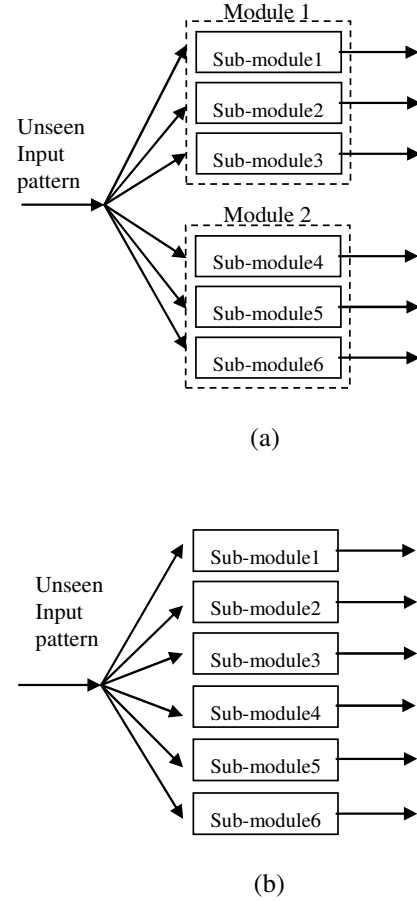 Module 1
Sub-module1
Sub-module2
Sub-module3
Unseen
Input
pattern
Module 2
Sub-module4
Sub-module5
Sub-module6
(a)
Sub-module1
Unseen
Input
pattern
Sub-module2
Sub-module3
Sub-module4
Sub-module5
Sub-module6
(b)